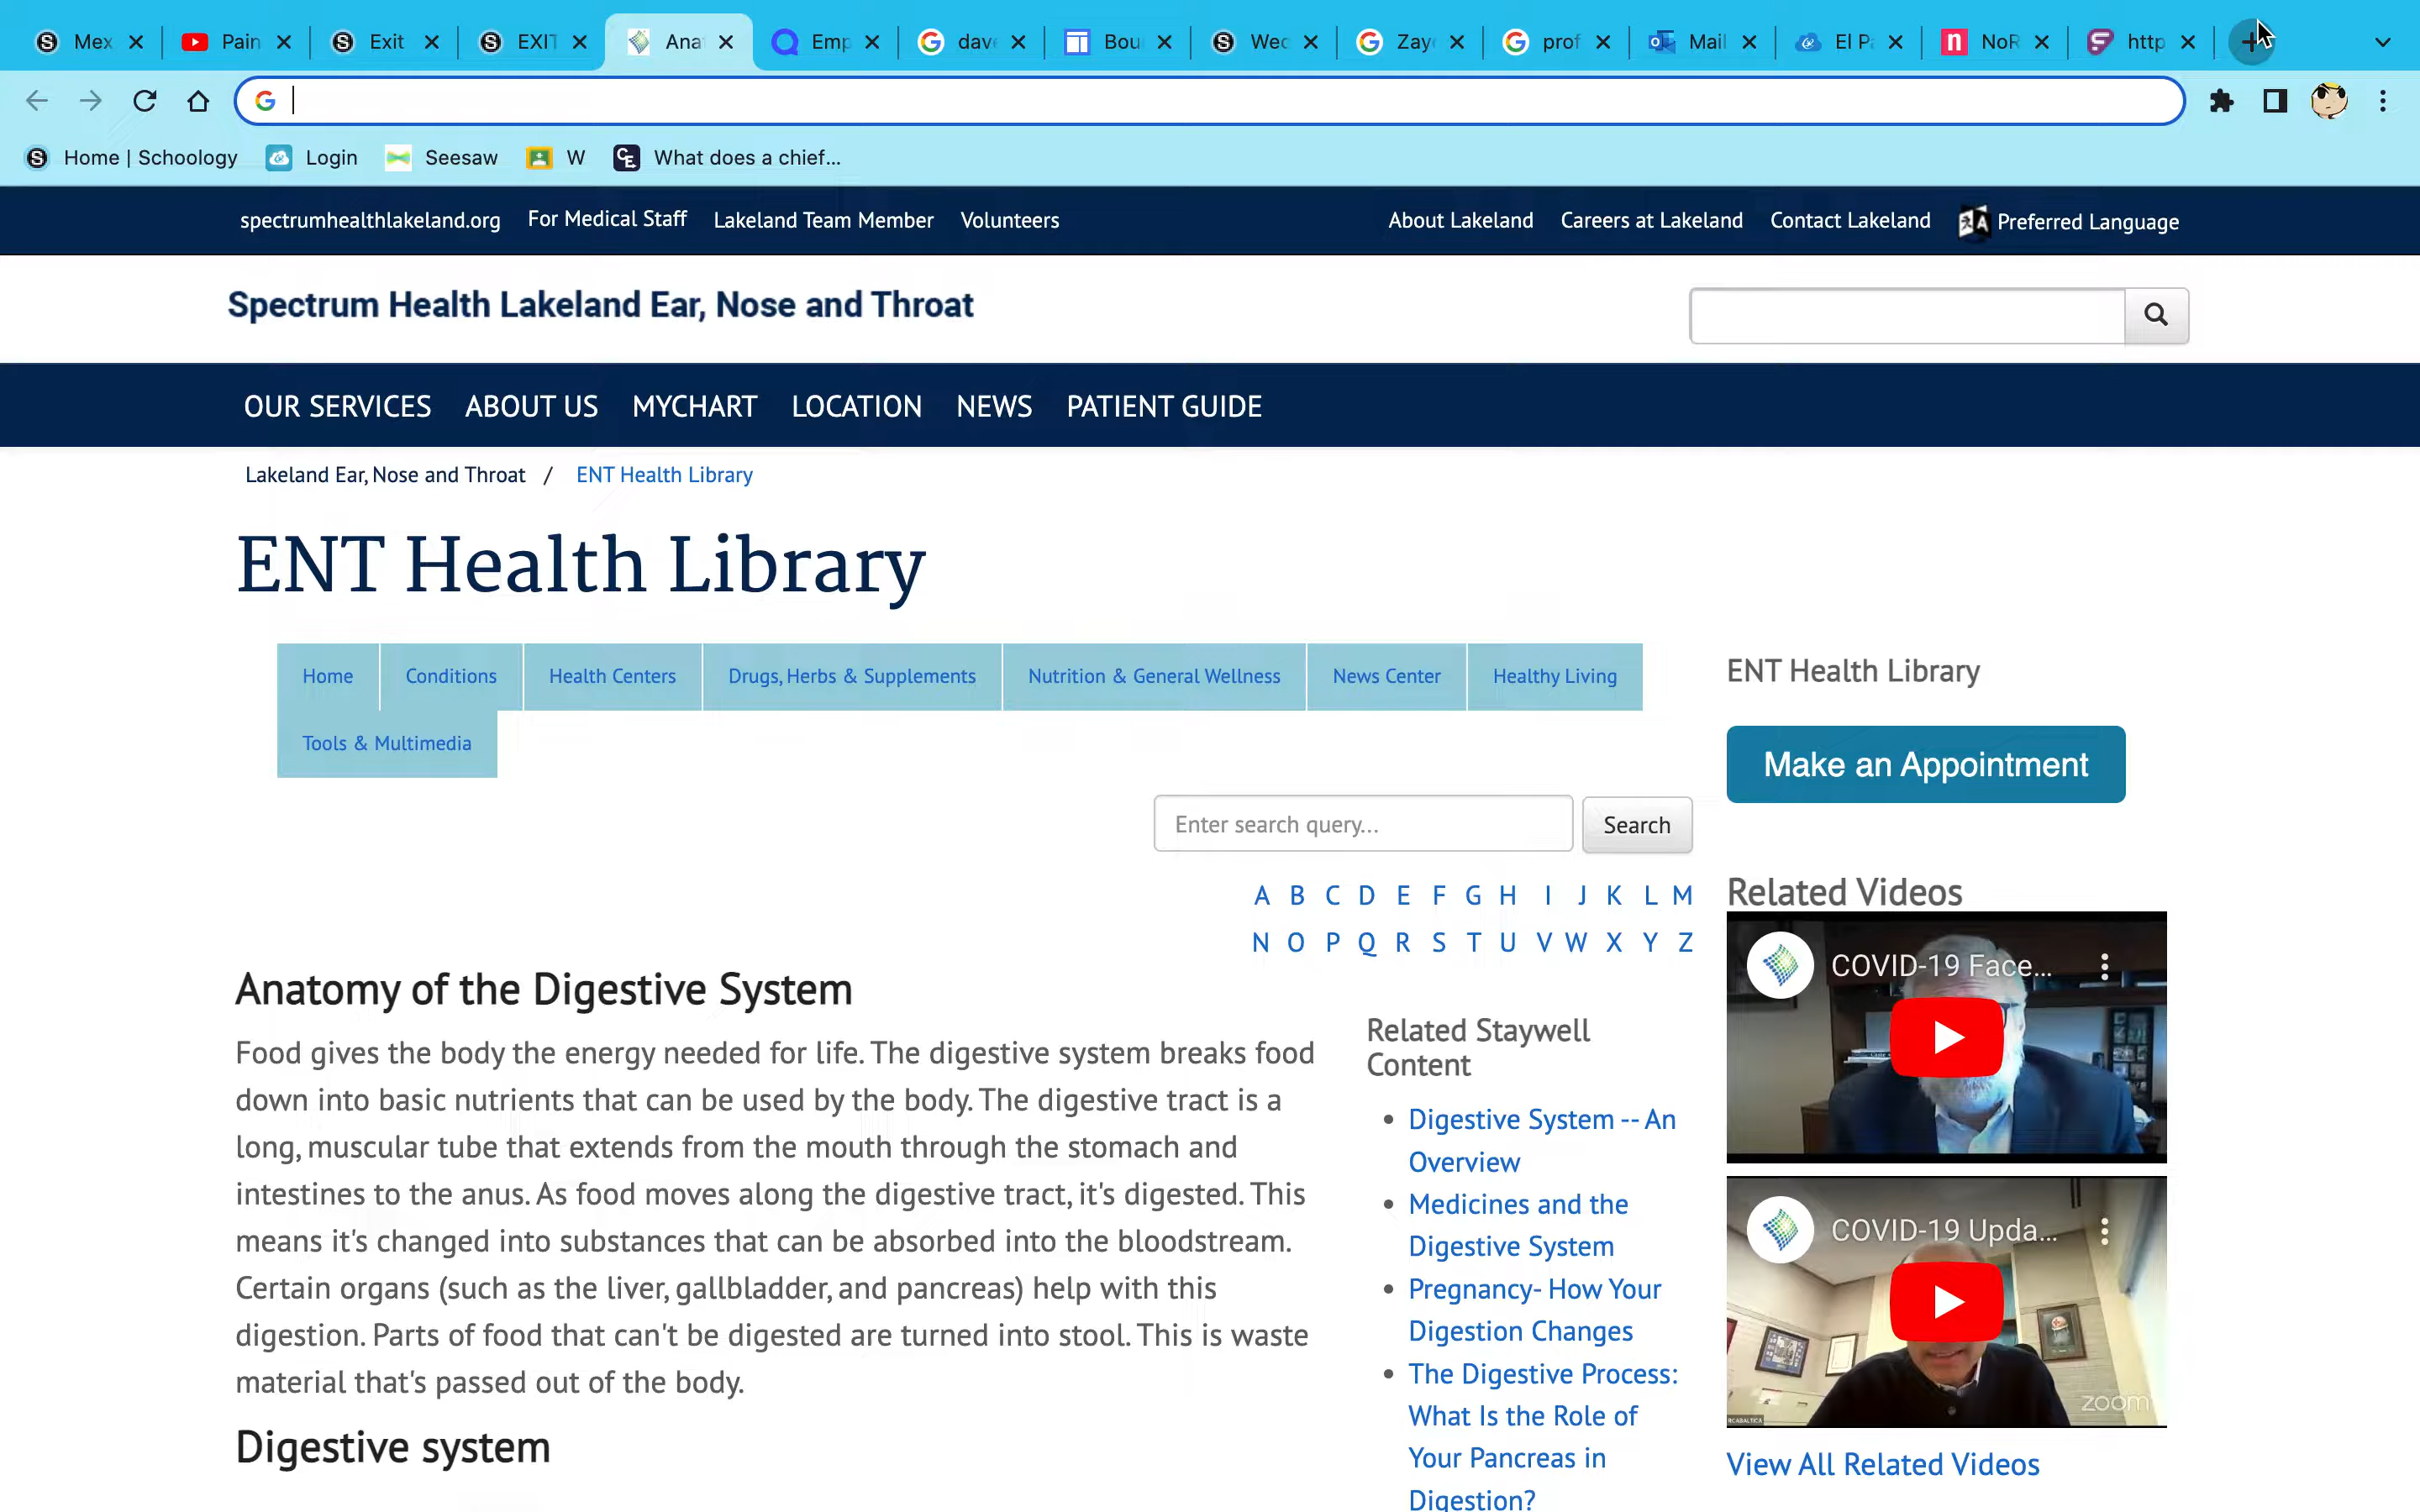 Mex Pain Exit EXIT Ana Emp dave Bou Wed Zay prof Mail El Pa NoR http
Home | Schoology Login Seesaw W What does a chief...
spectrumhealthlakeland.org For Medical Staff Lakeland Team Member Volunteers About Lakeland Careers at Lakeland Contact Lakeland Preferred Language
Spectrum Health Lakeland Ear, Nose and Throat
OUR SERVICES ABOUT US MYCHART LOCATION NEWS PATIENT GUIDE
Lakeland Ear, Nose and Throat / ENT Health Library
ENT Health Library
Home Conditions Health Centers Drugs, Herbs & Supplements Nutrition & General Wellness News Center Healthy Living
Tools & Multimedia
Enter search query... Search
A B C D E F G H I J K L M
N O P Q R S T U V W X Y Z
Anatomy of the Digestive System
Food gives the body the energy needed for life. The digestive system breaks food
down into basic nutrients that can be used by the body. The digestive tract is a
long, muscular tube that extends from the mouth through the stomach and
intestines to the anus. As food moves along the digestive tract, it's digested. This
means it's changed into substances that can be absorbed into the bloodstream.
Certain organs (such as the liver, gallbladder, and pancreas) help with this
digestion. Parts of food that can't be digested are turned into stool. This is waste
material that's passed out of the body.
Digestive system
Related Staywell
Content
Digestive System -- An
Overview
Medicines and the
Digestive System
Pregnancy- How Your
Digestion Changes
The Digestive Process:
What Is the Role of
Your Pancreas in
Digestion?
ENT Health Library
Make an Appointment
Related Videos
COVID-19 Face...
COVID-19 Upda...
zoom
View All Related Videos